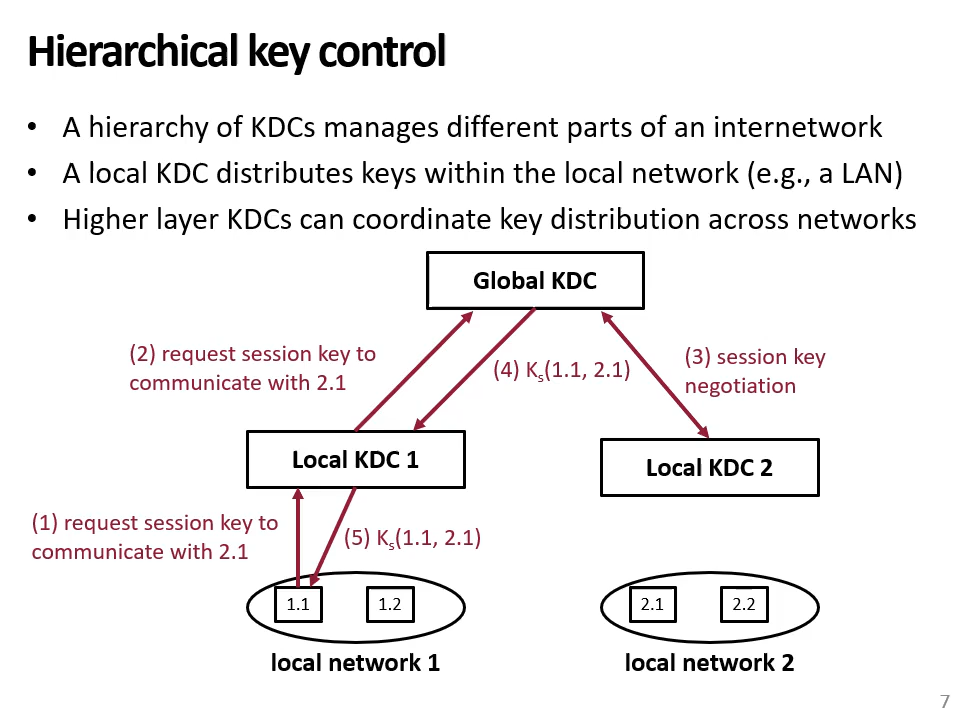 Hierarchical key control
• A hierarchy of KDCs manages different parts of an internetwork
• A local KDC distributes keys within the local network (e.g., a LAN)
• Higher layer KDCs can coordinate key distribution across networks
Global KDC
(2) request session key to
communicate with 2.1
(4) Ks(1.1, 2.1)
(3) session key
negotiation
Local KDC 1
Local KDC 2
(1) request session key to
communicate with 2.1
(5) Ks(1.1, 2.1)
1.1
1.2
2.1
2.2
local network 1
local network 2
7